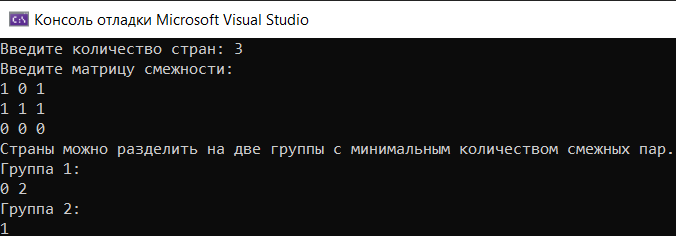 Консоль отладки Microsoft Visual Studio
Введите количество стран: 3
Введите матрицу смежности:
1 0 1
1 1 1
0 0 0
Страны можно разделить на две группы с минимальным количеством смежных пар.
Группа 1:
0 2
Группа 2:
1